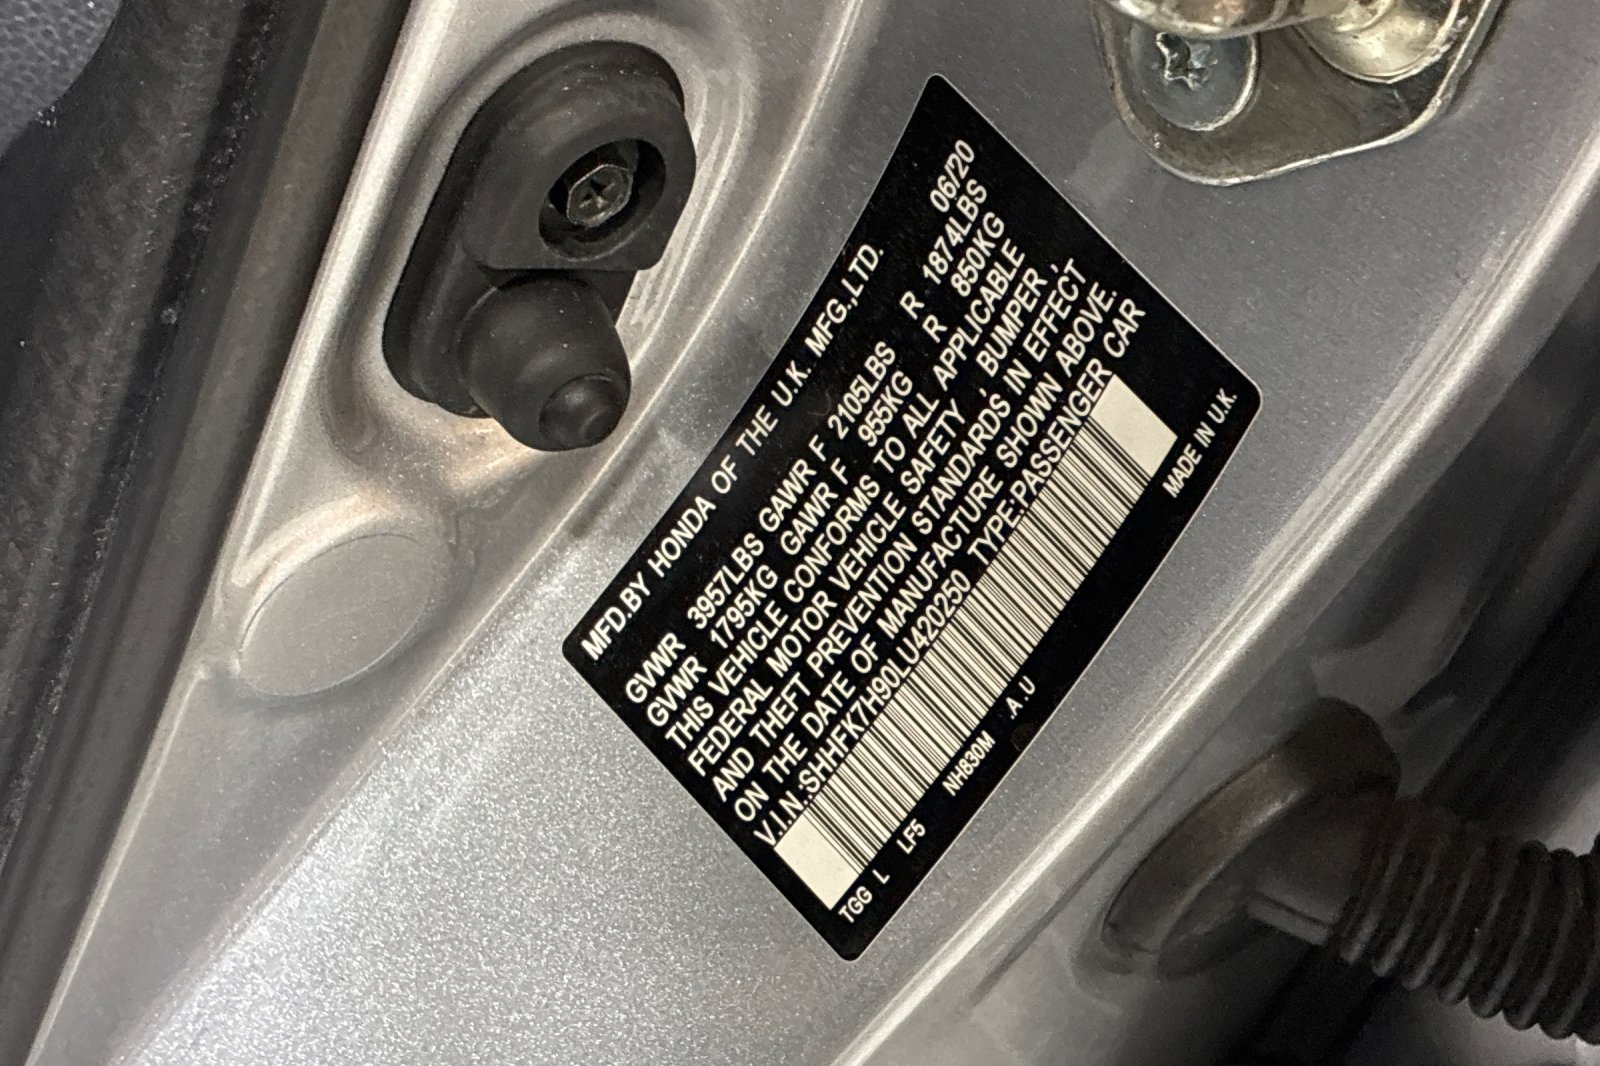 MFD.BY HONDA OF THE U.K. MFG.,LTD. 06/20
GVWR 3957LBS GAWR F 2105LBS R 1874LBS
GVWR 1795KG GAWR F 955KG R 850KG
THIS VEHICLE CONFORMS TO ALL APPLICABLE
FEDERAL MOTOR VEHICLE SAFETY , BUMPER ,
AND THEFT PREVENTION STANDARDS IN EFFECT
ON THE DATE OF MANUFACTURE SHOWN ABOVE.
V.I.N.:SHHFK7H90LU420250 TYPE:PASSENGER CAR
TGG L LF5 NH830M .A.U MADE IN U.K.